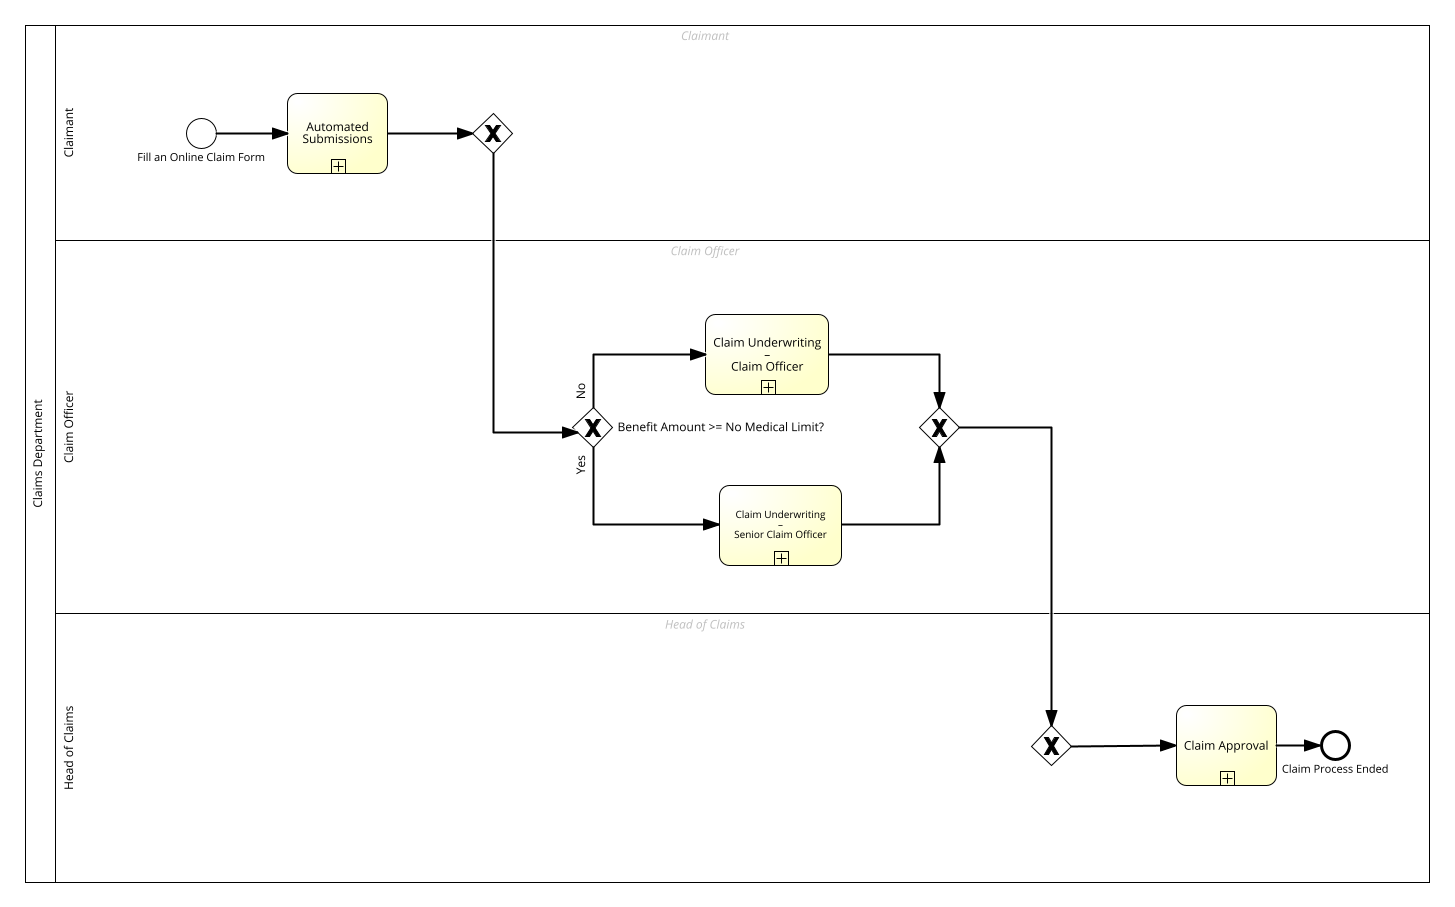 Claims Department
Claimant
Claimant
Fill an Online Claim Form
Automated
Submissions
Claim Officer
Claim Officer
No
Yes
Benefit Amount >= No Medical Limit?
Claim Underwriting
–
Claim Officer
Claim Underwriting
–
Senior Claim Officer
Head of Claims
Head of Claims
Claim Approval
Claim Process Ended